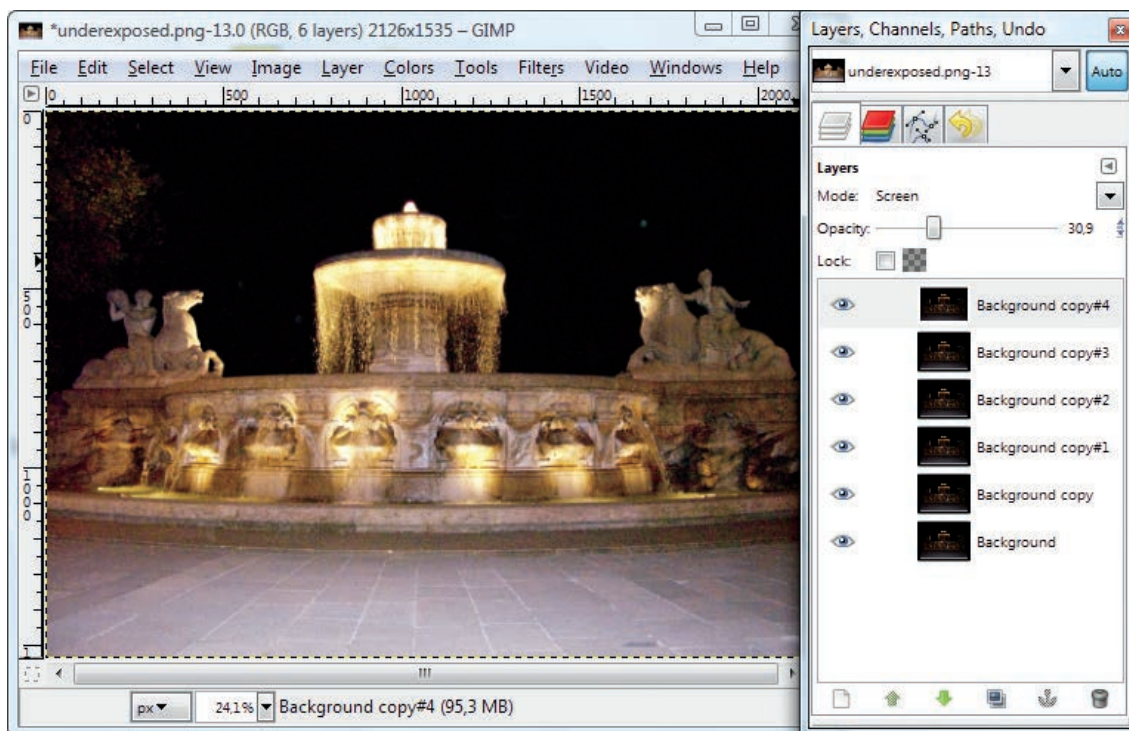 *underexposed.png-13.0 (RGB, 6 layers) 2126x1535 – GIMP
File Edit Select View Image Layer Colors Tools Filters Video Windows Help
0 500 1000 1500 2000
0
500
1000
1
px 24,1% Background copy#4 (95,3 MB)
Layers, Channels, Paths, Undo
underexposed.png-13 Auto
Layers
Mode: Screen
Opacity: 30,9
Lock:
Background copy#4
Background copy#3
Background copy#2
Background copy#1
Background copy
Background